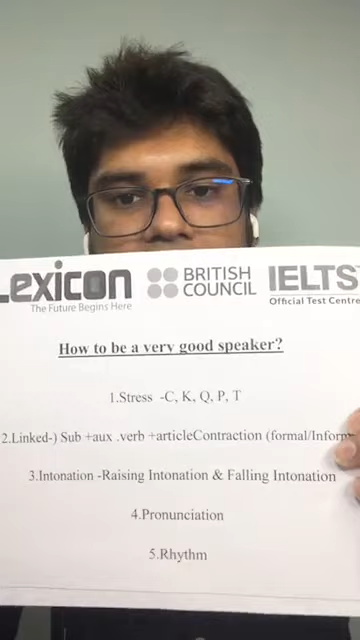 Lexicon
The Future Begins Here
BRITISH
COUNCIL
IELTS
Official Test Centre
How to be a very good speaker?
1.Stress -C, K, Q, P, T
2.Linked-) Sub +aux .verb +articleContraction (formal/Inform
3.Intonation -Raising Intonation & Falling Intonation
4.Pronunciation
5.Rhythm